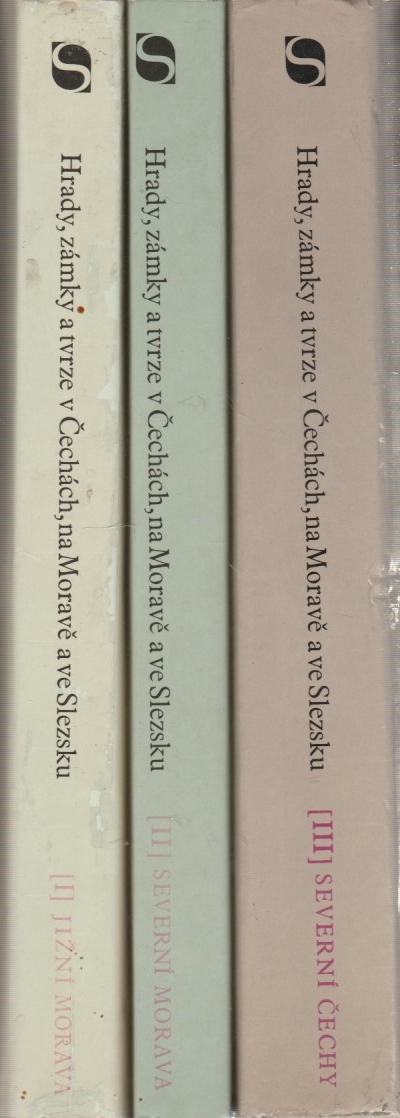 Hrady, zámky a tvrze v Čechách, na Moravě a ve Slezsku [I] JIŽNÍ MORAVA
Hrady, zámky a tvrze v Čechách, na Moravě a ve Slezsku [II] SEVERNÍ MORAVA
Hrady, zámky a tvrze v Čechách, na Moravě a ve Slezsku [III] SEVERNÍ ČECHY